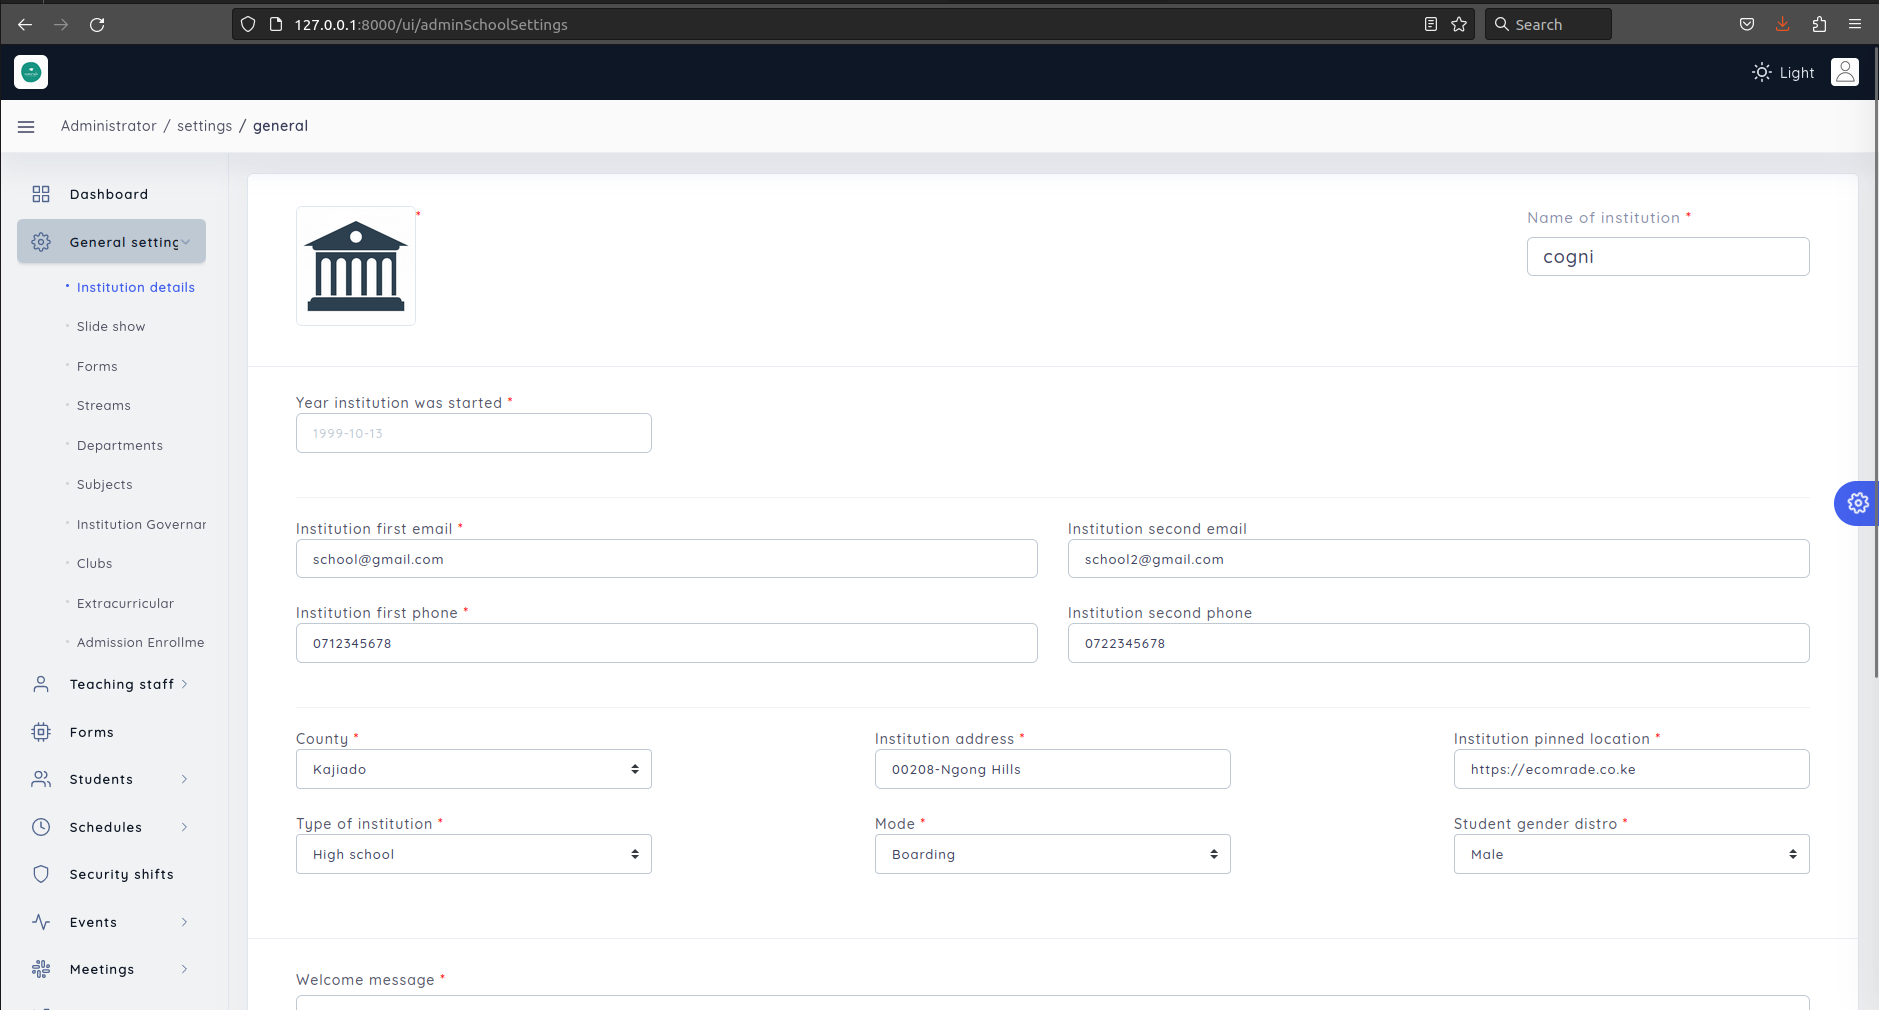 127.0.0.1:8000/ui/adminSchoolSettings
Search
Light
Administrator / settings / general
Dashboard
General setting
Institution details
Slide show
Forms
Streams
Departments
Subjects
Institution Governar
Clubs
Extracurricular
Admission Enrollme
Teaching staff
Forms
Students
Schedules
Security shifts
Events
Meetings
*
Name of institution *
cogni
Year institution was started *
1999-10-13
Institution first email *
school@gmail.com
Institution second email
school2@gmail.com
Institution first phone *
0712345678
Institution second phone
0722345678
County *
Kajiado
Institution address *
00208-Ngong Hills
Institution pinned location *
https://ecomrade.co.ke
Type of institution *
High school
Mode *
Boarding
Student gender distro *
Male
Welcome message *